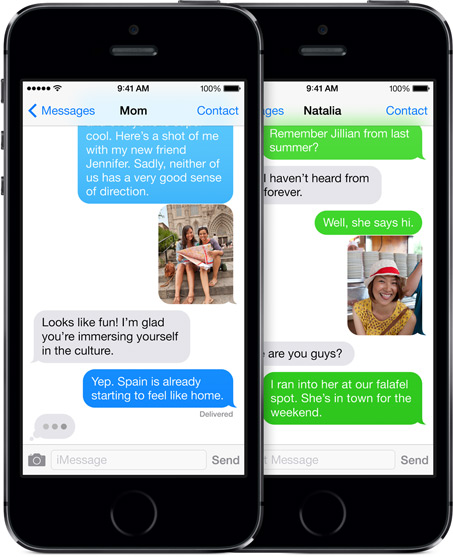 9:41 AM 100%
Messages Mom Contact
cool. Here's a shot of me
with my new friend
Jennifer. Sadly, neither of
us has a very good sense
of direction.
Looks like fun! I'm glad
you're immersing yourself
in the culture.
Yep. Spain is already
starting to feel like home.
Delivered
iMessage Send
9:41 AM 100%
Natalia Contact
Remember Jillian from last
summer?
I haven't heard from
forever.
Well, she says hi.
are you guys?
I ran into her at our falafel
spot. She's in town for the
weekend.
Message Send